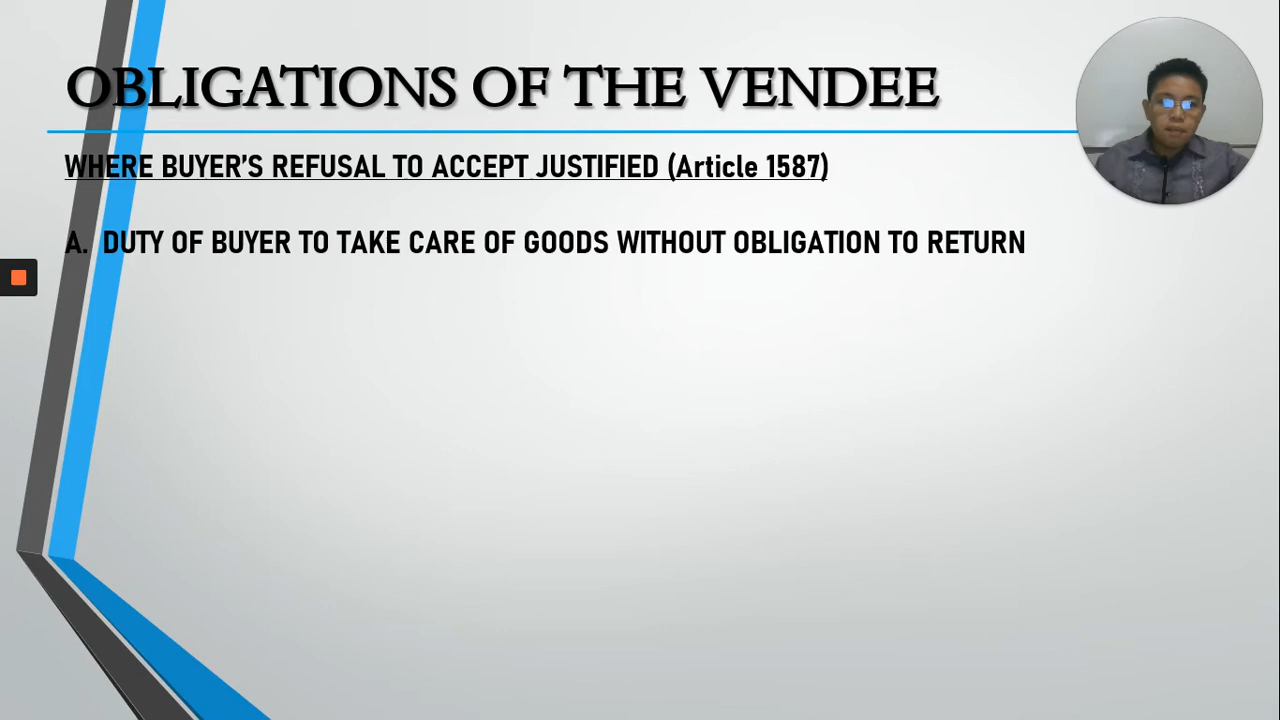 OBLIGATIONS OF THE VENDEE
WHERE BUYER’S REFUSAL TO ACCEPT JUSTIFIED (Article 1587)
A. DUTY OF BUYER TO TAKE CARE OF GOODS WITHOUT OBLIGATION TO RETURN